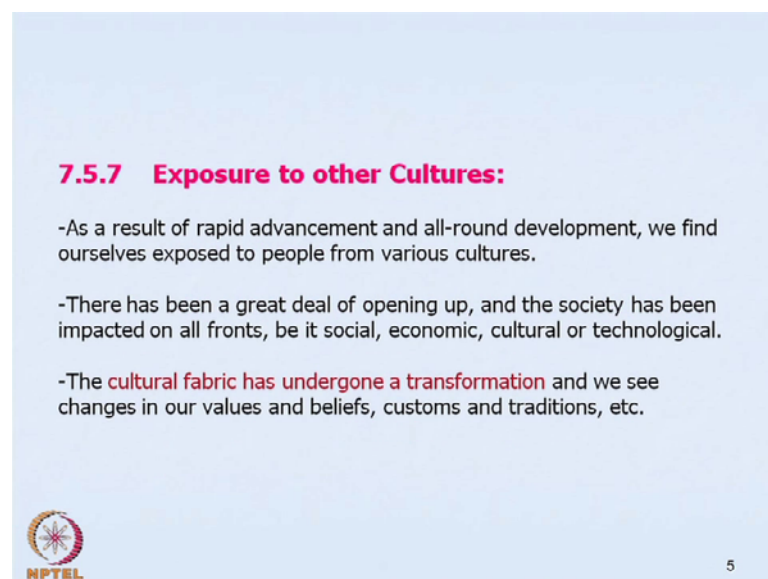 7.5.7 Exposure to other Cultures:
-As a result of rapid advancement and all-round development, we find
ourselves exposed to people from various cultures.
-There has been a great deal of opening up, and the society has been
impacted on all fronts, be it social, economic, cultural or technological.
-The cultural fabric has undergone a transformation and we see
changes in our values and beliefs, customs and traditions, etc.
NPTEL
5